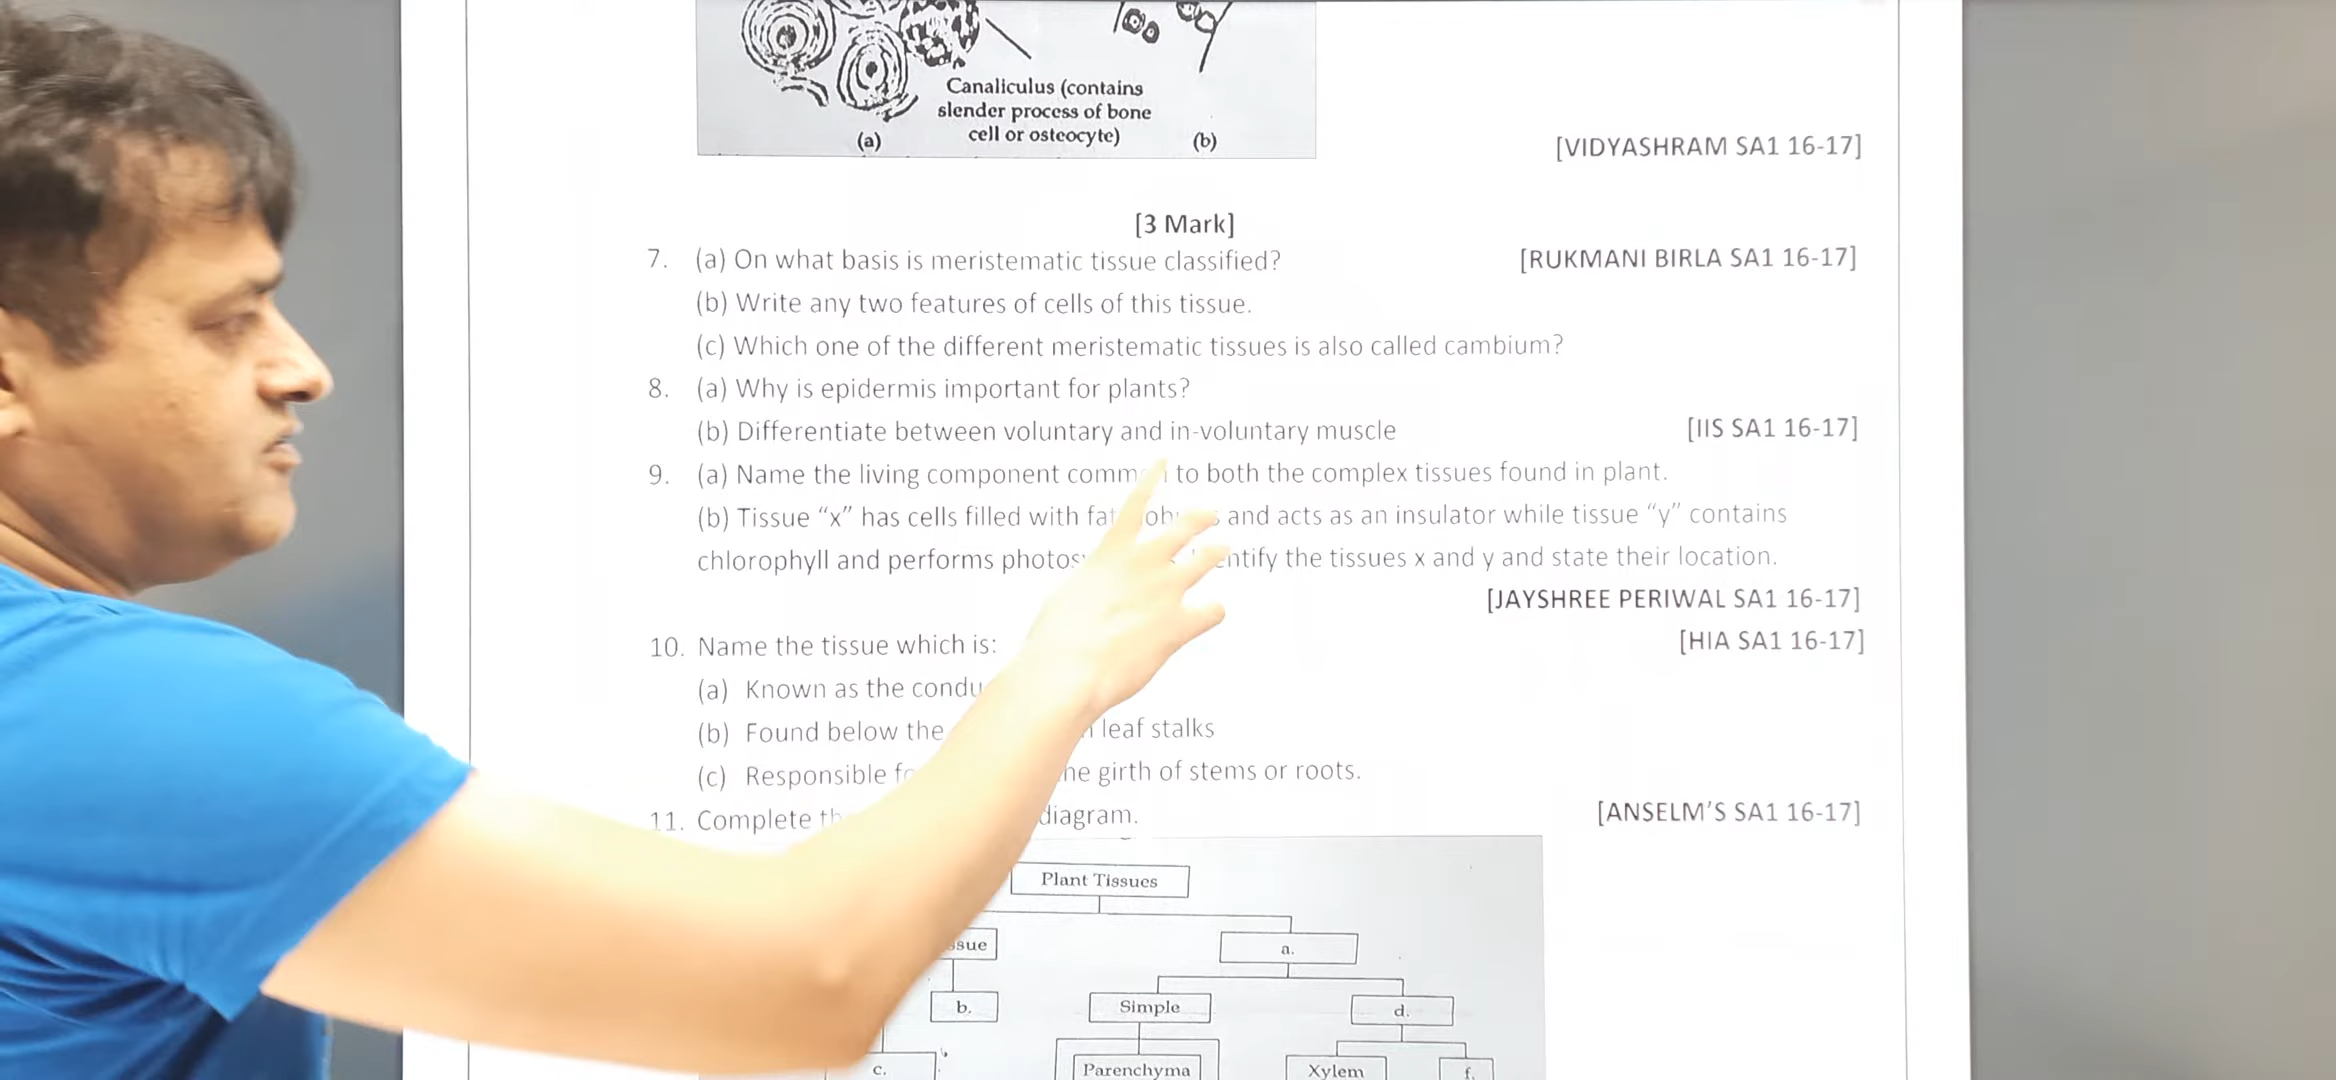 Canaliculus (contains
slender process of bone
cell or osteocyte)
(a)
(b)
[VIDYASHRAM SA1 16-17]
[3 Mark]
7. (a) On what basis is meristematic tissue classified? [RUKMANI BIRLA SA1 16-17]
(b) Write any two features of cells of this tissue.
(c) Which one of the different meristematic tissues is also called cambium?
8. (a) Why is epidermis important for plants?
(b) Differentiate between voluntary and in-voluntary muscle [IIS SA1 16-17]
9. (a) Name the living component to both the complex tissues found in plant.
(b) Tissue "x" has cells filled with fat and acts as an insulator while tissue "y" contains
chlorophyll and performs the tissues x and y and state their location.
[JAYSHREE PERIWAL SA1 16-17]
10. Name the tissue which is: [HIA SA1 16-17]
(a) Known as the
(b) Found below the leaf stalks
(c) Responsible girth of stems or roots.
11. Complete diagram. [ANSELM'S SA1 16-17]
Plant Tissues
a.
b.
Simple
d.
c.
Parenchyma
Xylem
f.